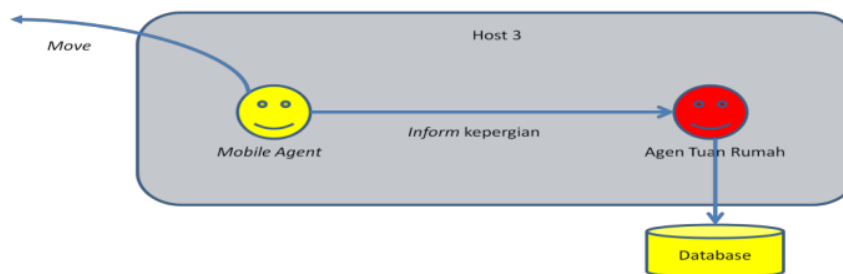 Host 3
Move
Inform kepergian
Mobile Agent
Agen Tuan Rumah
Database